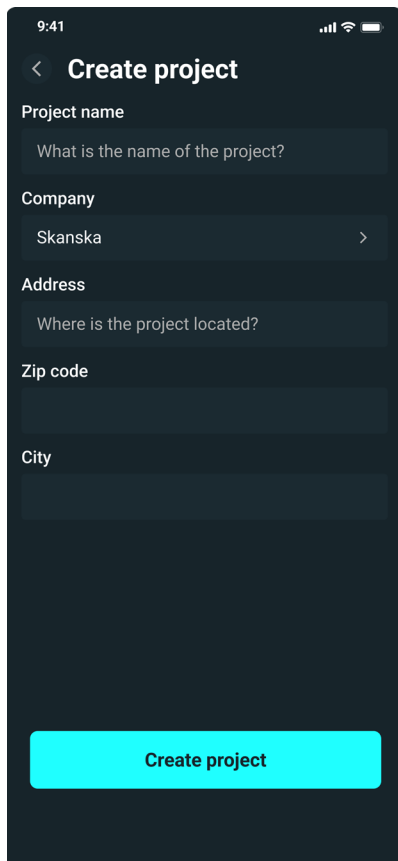 9:41
Create project
Project name
What is the name of the project?
Company
Skanska
Address
Where is the project located?
Zip code
City
Create project